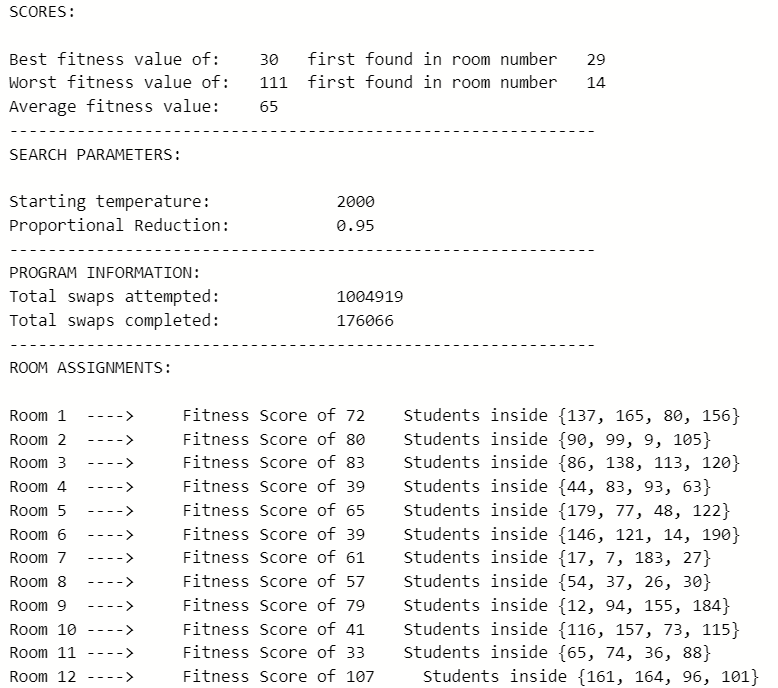 SCORES:
Best fitness value of: 30 first found in room number 29
Worst fitness value of: 111 first found in room number 14
Average fitness value: 65
-------------------------------------------------------------
SEARCH PARAMETERS:
Starting temperature: 2000
Proportional Reduction: 0.95
-------------------------------------------------------------
PROGRAM INFORMATION:
Total swaps attempted: 1004919
Total swaps completed: 176066
-------------------------------------------------------------
ROOM ASSIGNMENTS:
Room 1 ----> Fitness Score of 72 Students inside {137, 165, 80, 156}
Room 2 ----> Fitness Score of 80 Students inside {90, 99, 9, 105}
Room 3 ----> Fitness Score of 83 Students inside {86, 138, 113, 120}
Room 4 ----> Fitness Score of 39 Students inside {44, 83, 93, 63}
Room 5 ----> Fitness Score of 65 Students inside {179, 77, 48, 122}
Room 6 ----> Fitness Score of 39 Students inside {146, 121, 14, 190}
Room 7 ----> Fitness Score of 61 Students inside {17, 7, 183, 27}
Room 8 ----> Fitness Score of 57 Students inside {54, 37, 26, 30}
Room 9 ----> Fitness Score of 79 Students inside {12, 94, 155, 184}
Room 10 ----> Fitness Score of 41 Students inside {116, 157, 73, 115}
Room 11 ----> Fitness Score of 33 Students inside {65, 74, 36, 88}
Room 12 ----> Fitness Score of 107 Students inside {161, 164, 96, 101}